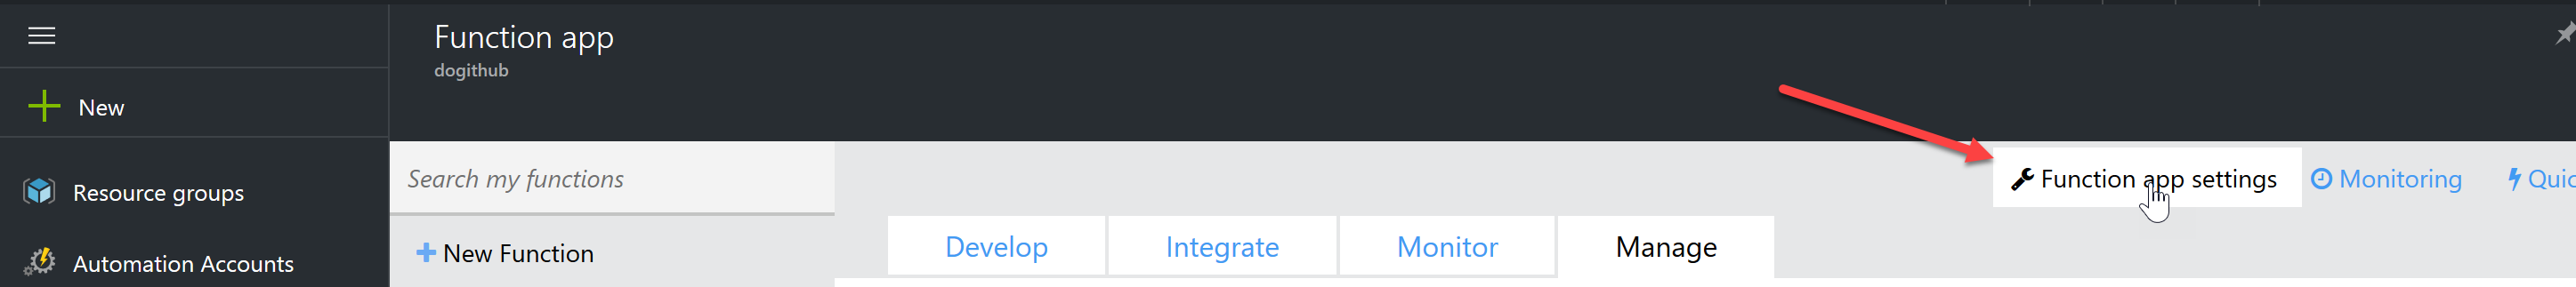 Function app
dogithub
New
Resource groups
Automation Accounts
Search my functions
New Function
Function app settings
Monitoring
Develop
Integrate
Monitor
Manage